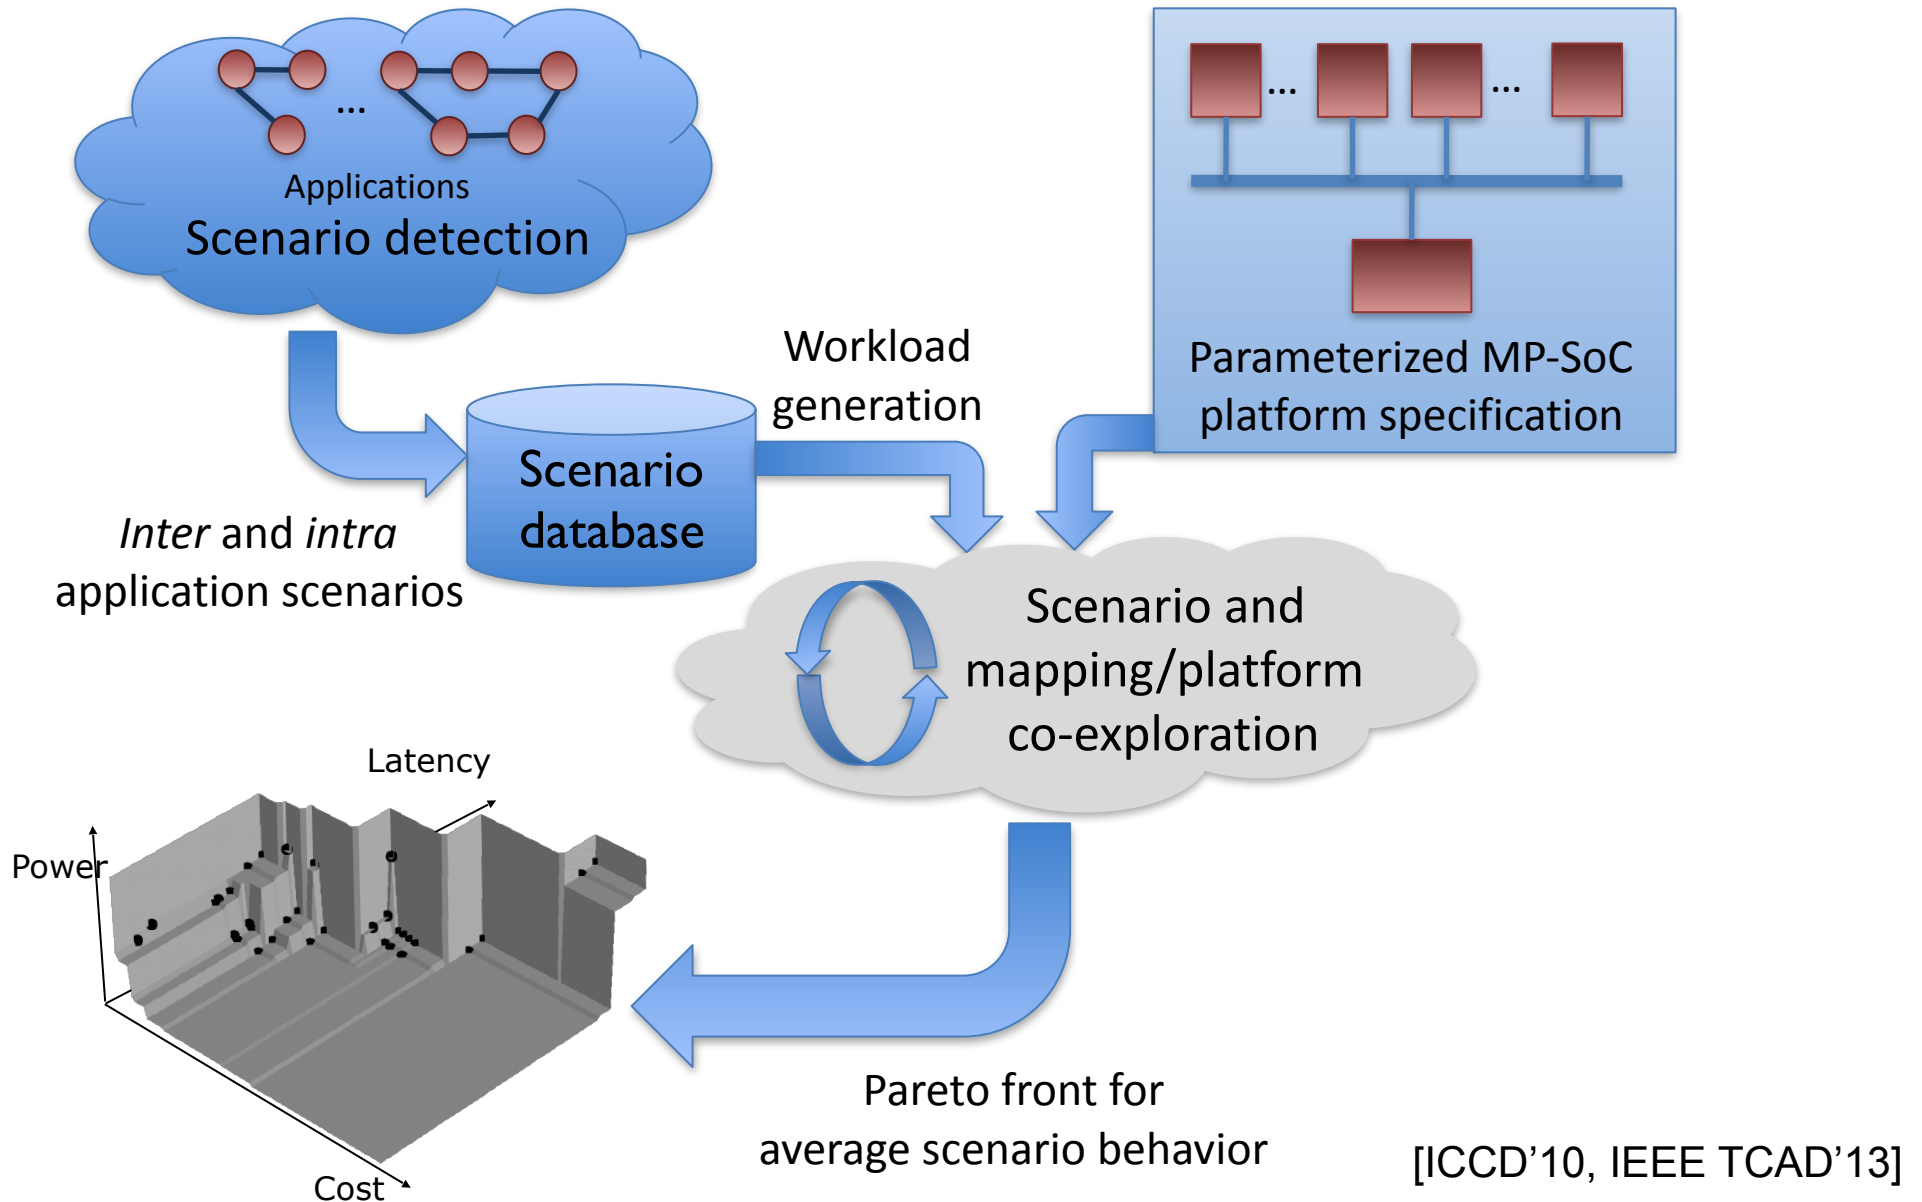 ...
Applications
Scenario detection
... ...
Parameterized MP-SoC
platform specification
Workload
generation
Scenario
database
Inter and intra
application scenarios
Scenario and
mapping/platform
co-exploration
Latency
Power
Cost
Pareto front for
average scenario behavior
[ICCD’10, IEEE TCAD’13]